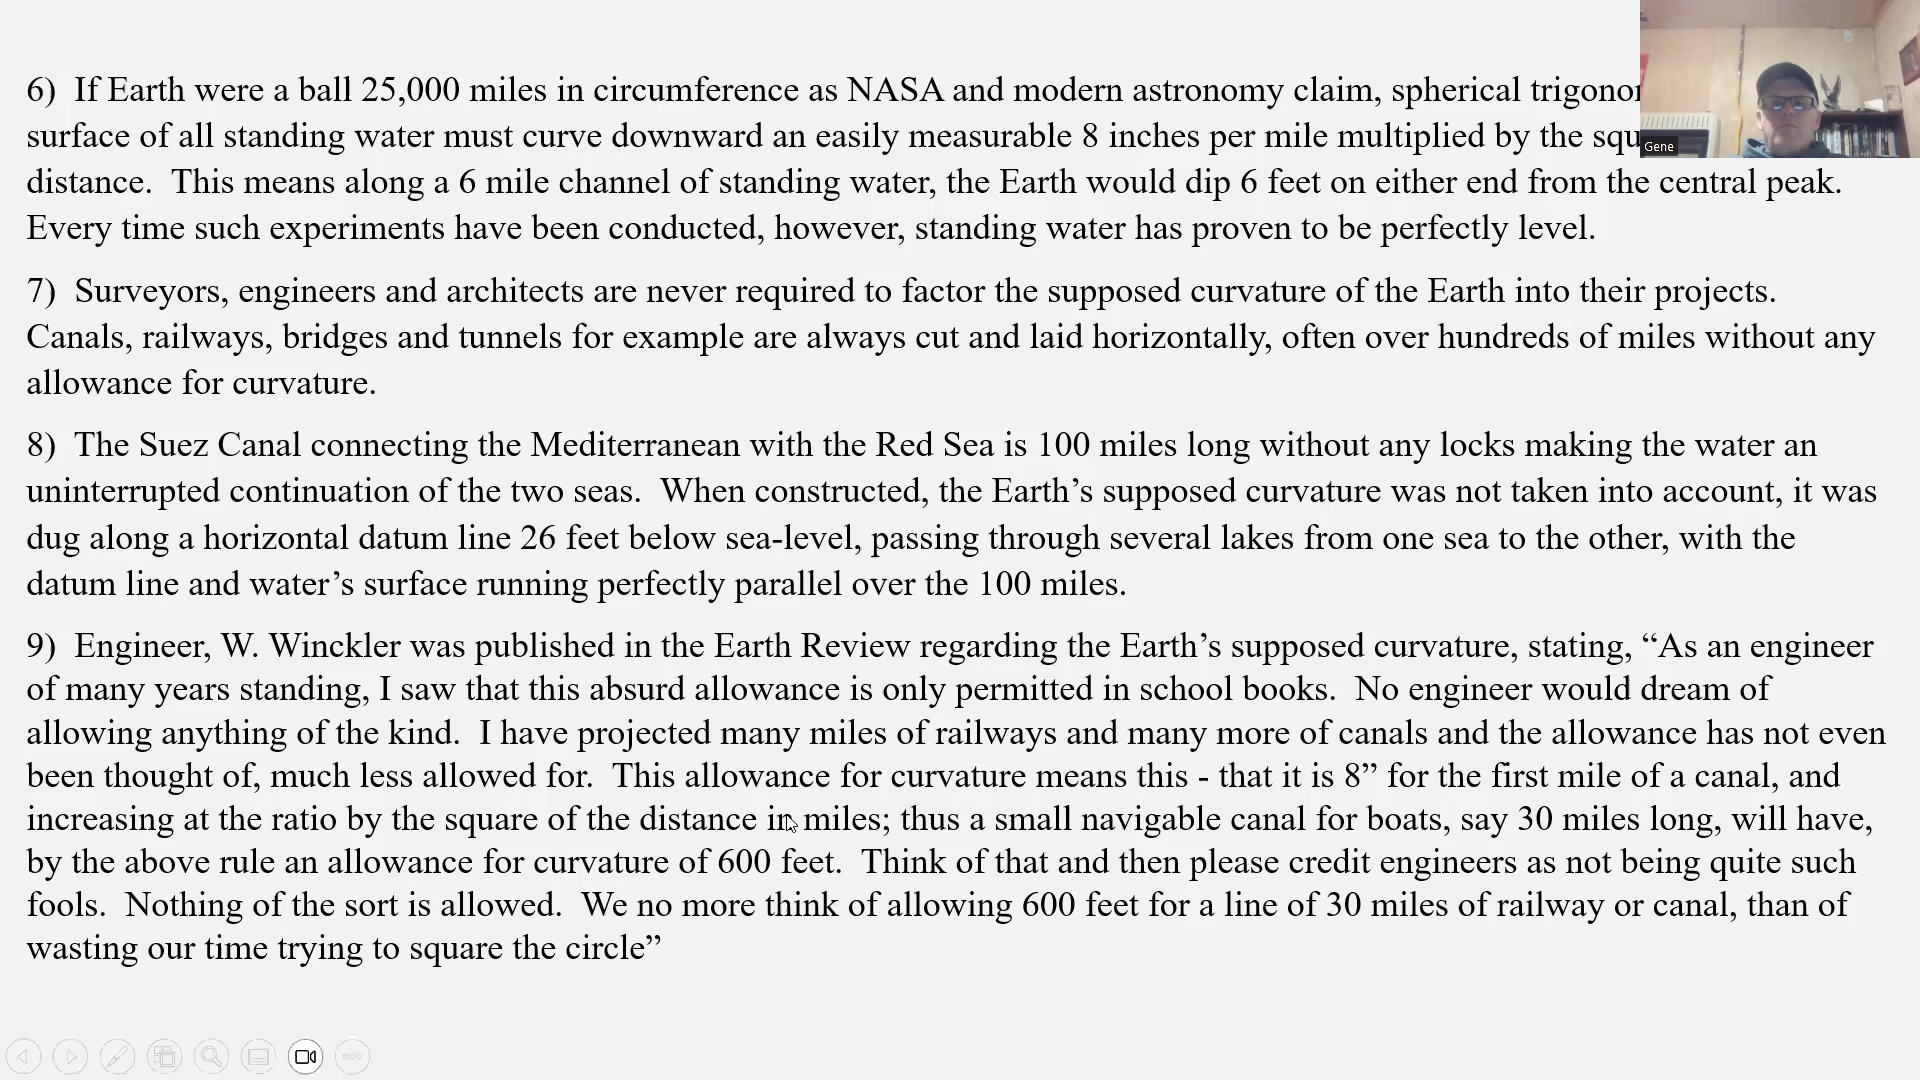 6)  If Earth were a ball 25,000 miles in circumference as NASA and modern astronomy claim, spherical
surface of all standing water must curve downward an easily measurable 8 inches per mile multiplied by the
distance.  This means along a 6 mile channel of standing water, the Earth would dip 6 feet on either end from the central peak.
Every time such experiments have been conducted, however, standing water has proven to be perfectly level.
7)  Surveyors, engineers and architects are never required to factor the supposed curvature of the Earth into their projects.
Canals, railways, bridges and tunnels for example are always cut and laid horizontally, often over hundreds of miles without any
allowance for curvature.
8)  The Suez Canal connecting the Mediterranean with the Red Sea is 100 miles long without any locks making the water an
uninterrupted continuation of the two seas.  When constructed, the Earth’s supposed curvature was not taken into account, it was
dug along a horizontal datum line 26 feet below sea-level, passing through several lakes from one sea to the other, with the
datum line and water’s surface running perfectly parallel over the 100 miles.
9)  Engineer, W. Winckler was published in the Earth Review regarding the Earth’s supposed curvature, stating, “As an engineer
of many years standing, I saw that this absurd allowance is only permitted in school books.  No engineer would dream of
allowing anything of the kind.  I have projected many miles of railways and many more of canals and the allowance has not even
been thought of, much less allowed for.  This allowance for curvature means this - that it is 8” for the first mile of a canal, and
increasing at the ratio by the square of the distance in miles; thus a small navigable canal for boats, say 30 miles long, will have,
by the above rule an allowance for curvature of 600 feet.  Think of that and then please credit engineers as not being quite such
fools.  Nothing of the sort is allowed.  We no more think of allowing 600 feet for a line of 30 miles of railway or canal, than of
wasting our time trying to square the circle”
Gene